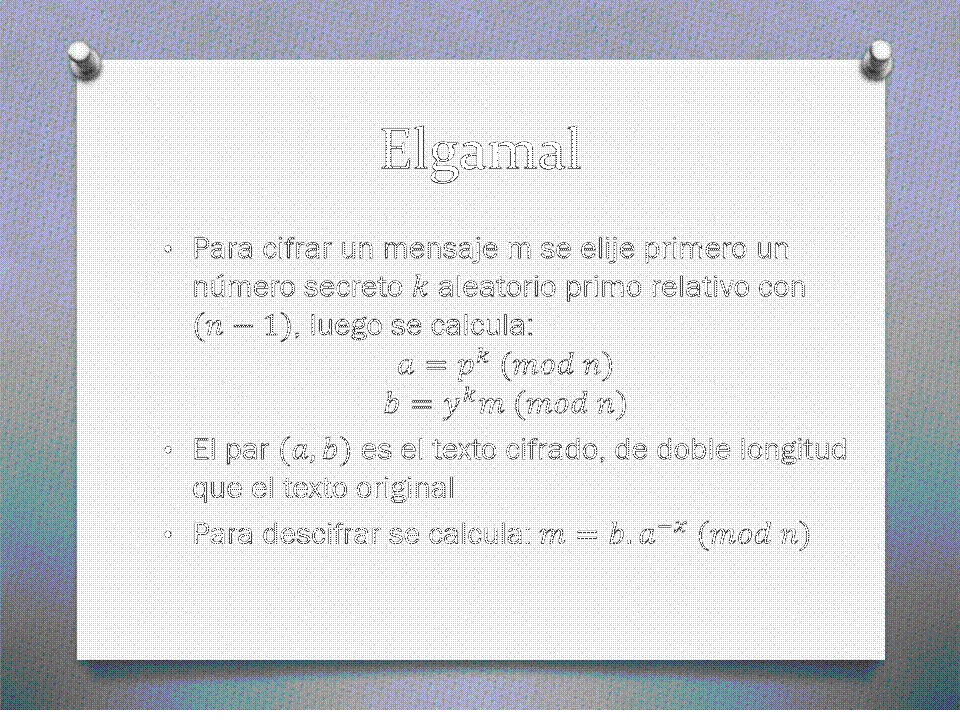 Elgamal
• Para cifrar un mensaje m se elije primero un
número secreto k aleatorio primo relativo con
(n − 1), luego se calcula:
a = p^k (mod n)
b = y^k m (mod n)
• El par (a, b) es el texto cifrado, de doble longitud
que el texto original
• Para descifrar se calcula: m = b. a^−x (mod n)